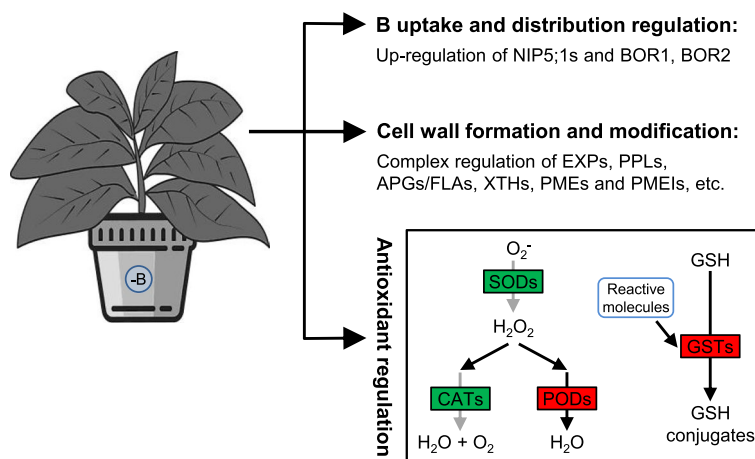 B uptake and distribution regulation:
Up-regulation of NIP5;1s and BOR1, BOR2
Cell wall formation and modification:
Complex regulation of EXPs, PPLs,
APGs/FLAs, XTHs, PMEs and PMEIs, etc.
-B
Antioxidant regulation
O₂⁻
SODs
H₂O₂
CATs
PODs
H₂O + O₂
H₂O
GSH
Reactive
molecules
GSTs
GSH
conjugates